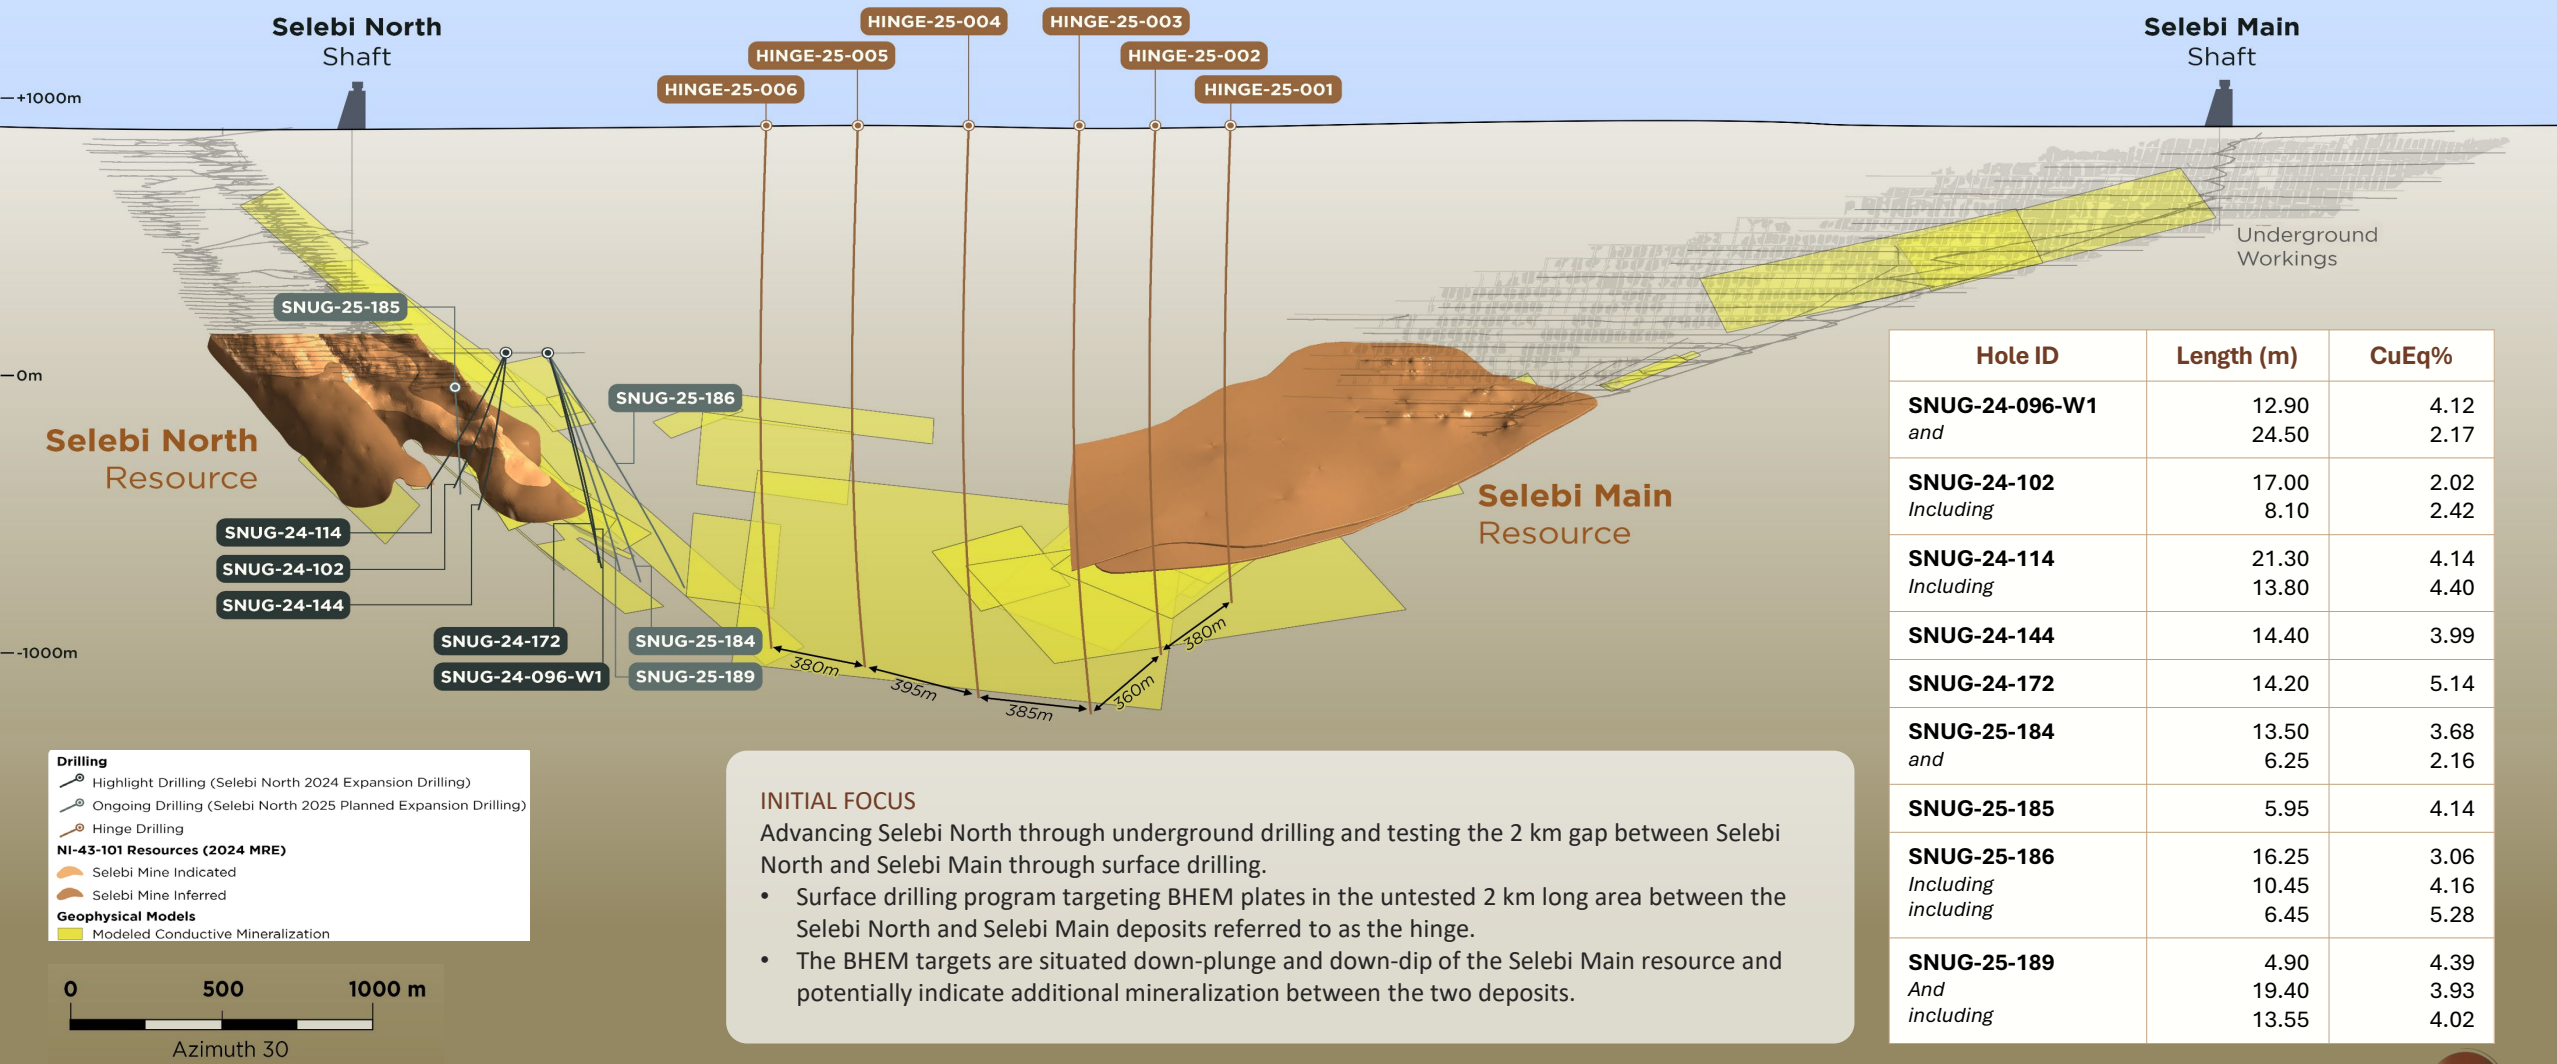 Selebi North
Shaft
HINGE-25-004
HINGE-25-003
Selebi Main
Shaft
HINGE-25-005
HINGE-25-002
HINGE-25-006
HINGE-25-001
+1000m
Underground
Workings
SNUG-25-185
0m
SNUG-25-186
Selebi North
Resource
Selebi Main
Resource
SNUG-24-114
SNUG-24-102
SNUG-24-144
-1000m
SNUG-24-172
SNUG-25-184
SNUG-24-096-W1
SNUG-25-189
380m
395m
385m
360m
380m
Hole ID Length (m) CuEq%
SNUG-24-096-W1 12.90 4.12
and 24.50 2.17
SNUG-24-102 17.00 2.02
Including 8.10 2.42
SNUG-24-114 21.30 4.14
Including 13.80 4.40
SNUG-24-144 14.40 3.99
SNUG-24-172 14.20 5.14
SNUG-25-184 13.50 3.68
and 6.25 2.16
SNUG-25-185 5.95 4.14
SNUG-25-186 16.25 3.06
Including 10.45 4.16
including 6.45 5.28
SNUG-25-189 4.90 4.39
And 19.40 3.93
including 13.55 4.02
Drilling
Highlight Drilling (Selebi North 2024 Expansion Drilling)
Ongoing Drilling (Selebi North 2025 Planned Expansion Drilling)
Hinge Drilling
NI-43-101 Resources (2024 MRE)
Selebi Mine Indicated
Selebi Mine Inferred
Geophysical Models
Modeled Conductive Mineralization
0 500 1000 m
Azimuth 30
INITIAL FOCUS
Advancing Selebi North through underground drilling and testing the 2 km gap between Selebi
North and Selebi Main through surface drilling.
• Surface drilling program targeting BHEM plates in the untested 2 km long area between the
Selebi North and Selebi Main deposits referred to as the hinge.
• The BHEM targets are situated down-plunge and down-dip of the Selebi Main resource and
potentially indicate additional mineralization between the two deposits.